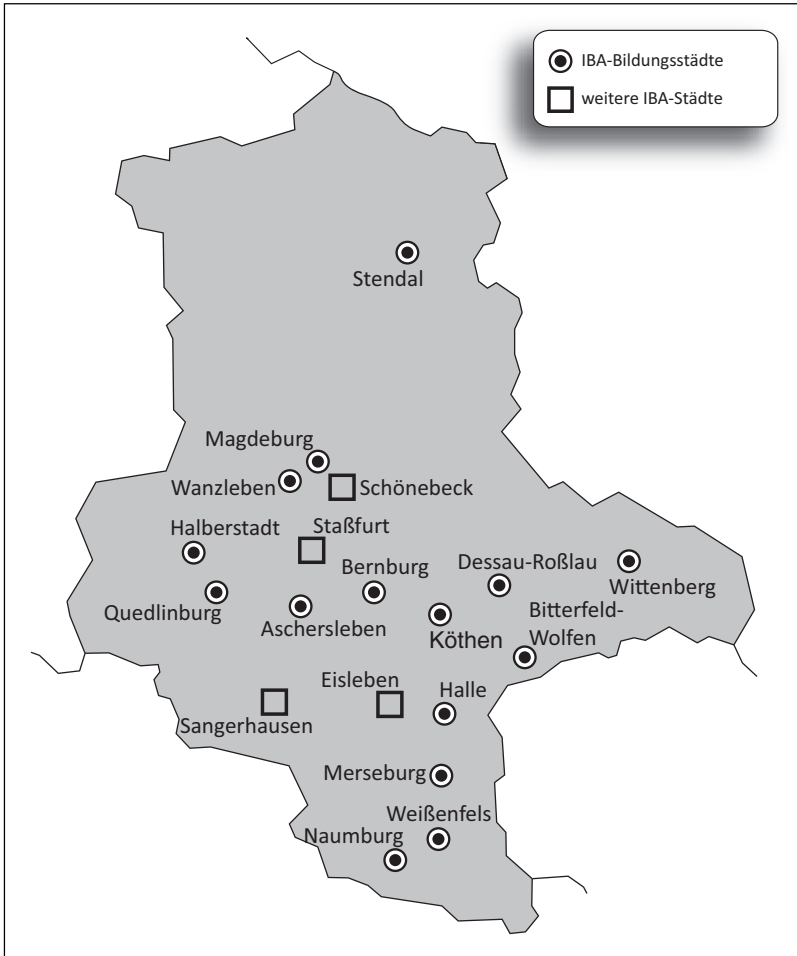 IBA-Bildungsstädte
weitere IBA-Städte
Stendal
Magdeburg
Wanzleben
Schönebeck
Halberstadt
Staßfurt
Bernburg
Dessau-Roßlau
Wittenberg
Quedlinburg
Aschersleben
Köthen
Bitterfeld-
Wolfen
Eisleben
Halle
Sangerhausen
Merseburg
Weißenfels
Naumburg